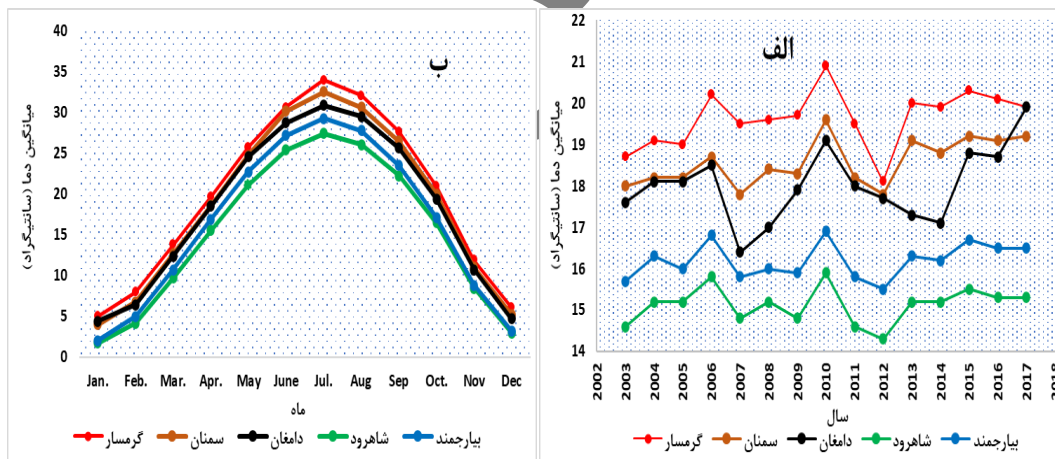 ب
میانگین دما (سانتیگراد)
40
35
30
25
20
15
10
5
0
Jan. Feb. Mar. Apr. May June Jul. Aug Sep Oct. Nov Dec
ماه
گرمسار سمنان دامغان شاهرود بیارجمند
الف
میانگین دما (سانتیگراد)
22
21
20
19
18
17
16
15
14
2002 2003 2004 2005 2006 2007 2008 2009 2010 2011 2012 2013 2014 2015 2016 2017 2018
سال
گرمسار سمنان دامغان شاهرود بیارجمند